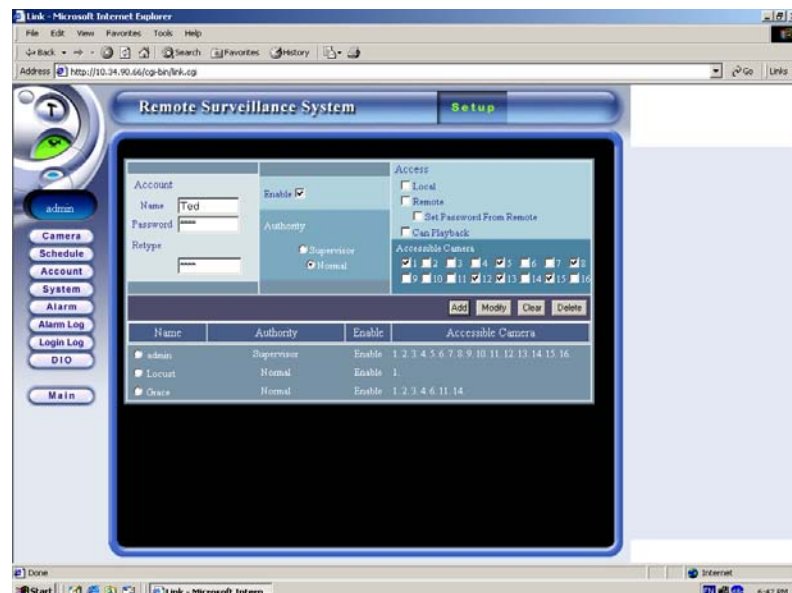 Link - Microsoft Internet Explorer
File Edit View Favorites Tools Help
Back Search Favorites History
Address http://10.34.90.66/cgi-bin/link.cgi Go Links
Remote Surveillance System Setup
admin
Camera
Schedule
Account
System
Alarm
Alarm Log
Login Log
DIO
Main
Account
Name Ted
Password ****
Retype
****
Enable
Authority
Supervisor
Normal
Access
Local
Remote
Set Password From Remote
Can Playback
Accessible Camera
1 2 3 4 5 6 7 8
9 10 11 12 13 14 15 16
Add Modify Clear Delete
Name Authority Enable Accessible Camera
admin Supervisor Enable 1. 2. 3. 4. 5. 6. 7. 8. 9. 10. 11. 12. 13. 14. 15. 16.
Locust Normal Enable 1.
Grace Normal Enable 1. 2. 3. 4. 6. 11. 14.
Done Internet
Start Link - Microsoft Intern... 6:42 PM